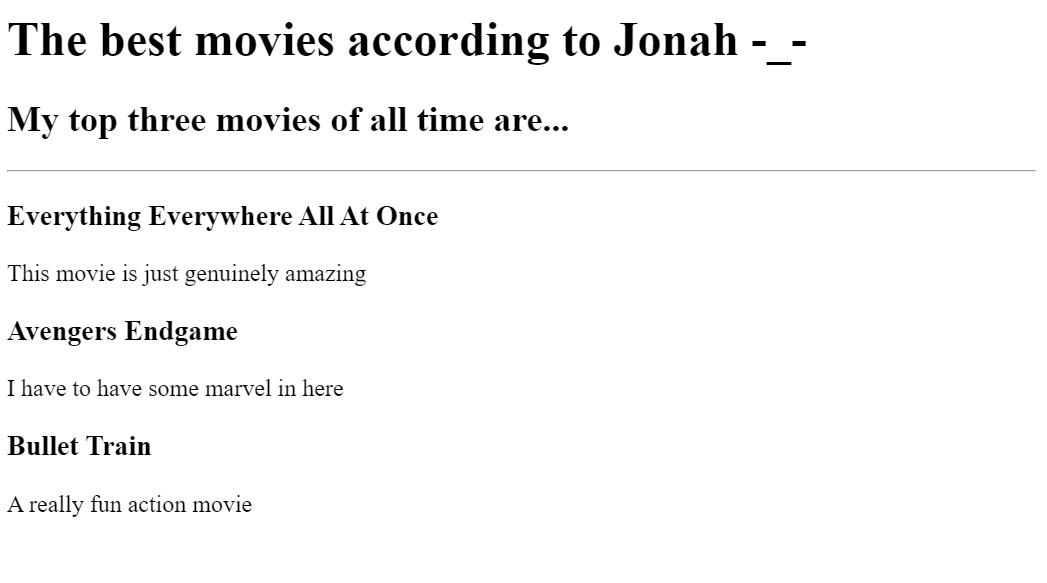 The best movies according to Jonah -_-
My top three movies of all time are...
Everything Everywhere All At Once
This movie is just genuinely amazing
Avengers Endgame
I have to have some marvel in here
Bullet Train
A really fun action movie